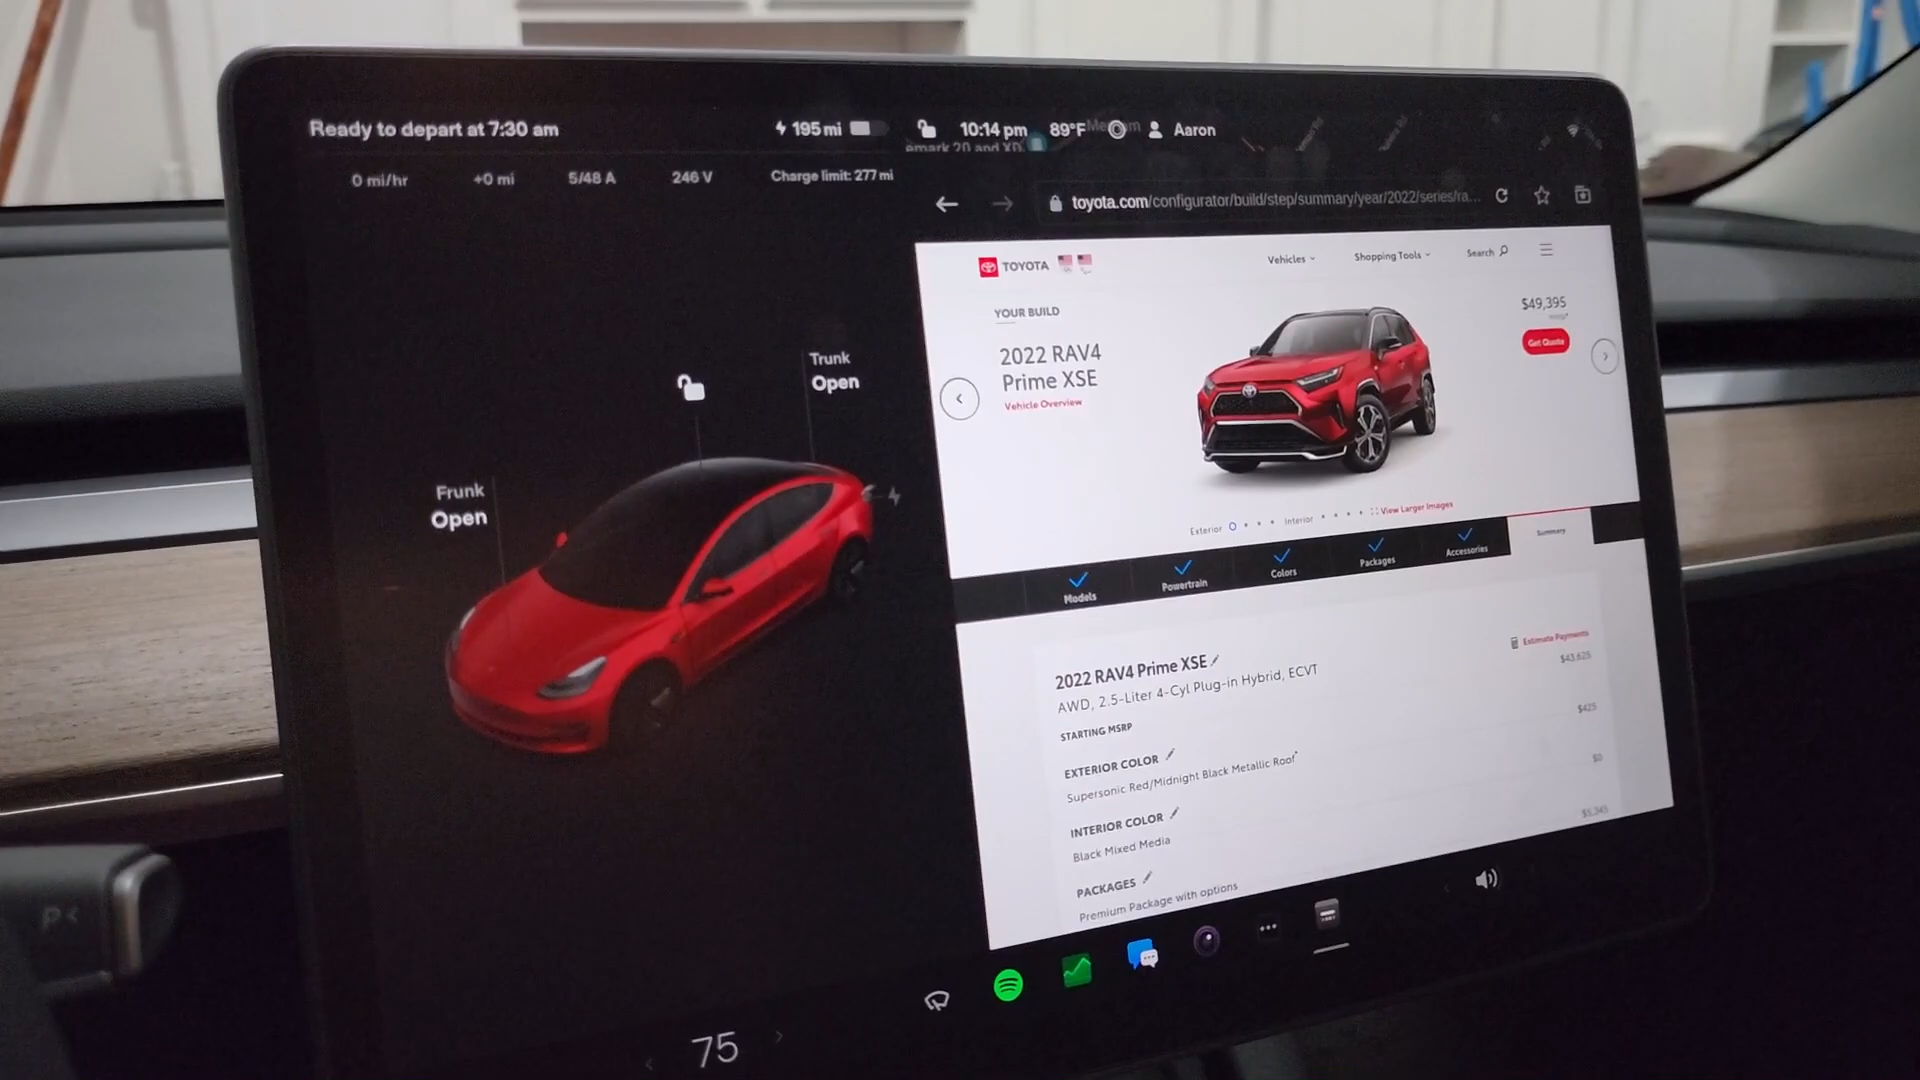 Ready to depart at 7:30 am
195 mi
10:14 pm
89°F
Aaron
0 mi/hr
+0 mi
5/48 A
246 V
Charge limit: 277 mi
toyota.com/configurator/build/step/summary/year/2022/series/ra...
TOYOTA
Vehicles
Shopping Tools
Search
YOUR BUILD
$49,395
2022 RAV4
Prime XSE
Get Quote
Vehicle Overview
Trunk
Open
Frunk
Open
Exterior
Interior
View Larger Images
Models
Powertrain
Colors
Packages
Accessories
Summary
Estimate Payments
2022 RAV4 Prime XSE
$43,625
AWD, 2.5-Liter 4-Cyl Plug-in Hybrid, ECVT
STARTING MSRP
$425
EXTERIOR COLOR
Supersonic Red/Midnight Black Metallic Roof*
$0
INTERIOR COLOR
Black Mixed Media
$5,345
PACKAGES
Premium Package with options
75
P